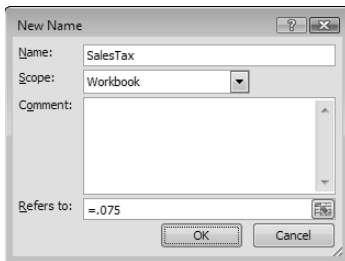 New Name
Name: SalesTax
Scope: Workbook
Comment:
Refers to: =.075
OK Cancel